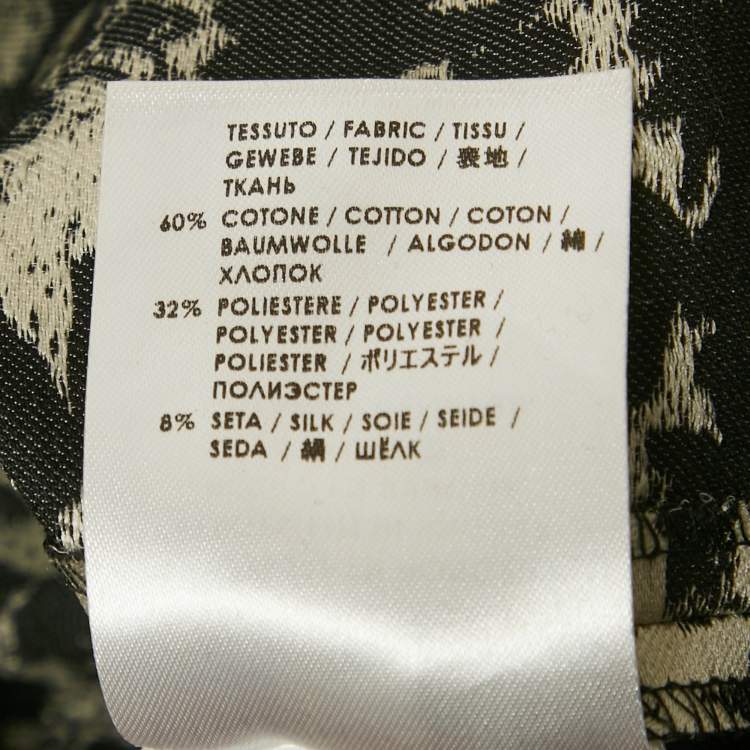 TESSUTO / FABRIC / TISSU /
GEWEBE / TEJIDO / 表地 /
ТКАНЬ
60% COTONE / COTTON / COTON /
BAUMWOLLE / ALGODON / 綿 /
ХЛОПОК
32% POLIESTERE / POLYESTER /
POLYESTER / POLYESTER /
POLIESTER / ポリエステル /
ПОЛИЭСТЕР
8% SETA / SILK / SOIE / SEIDE /
SEDA / 絹 / ШЁЛК